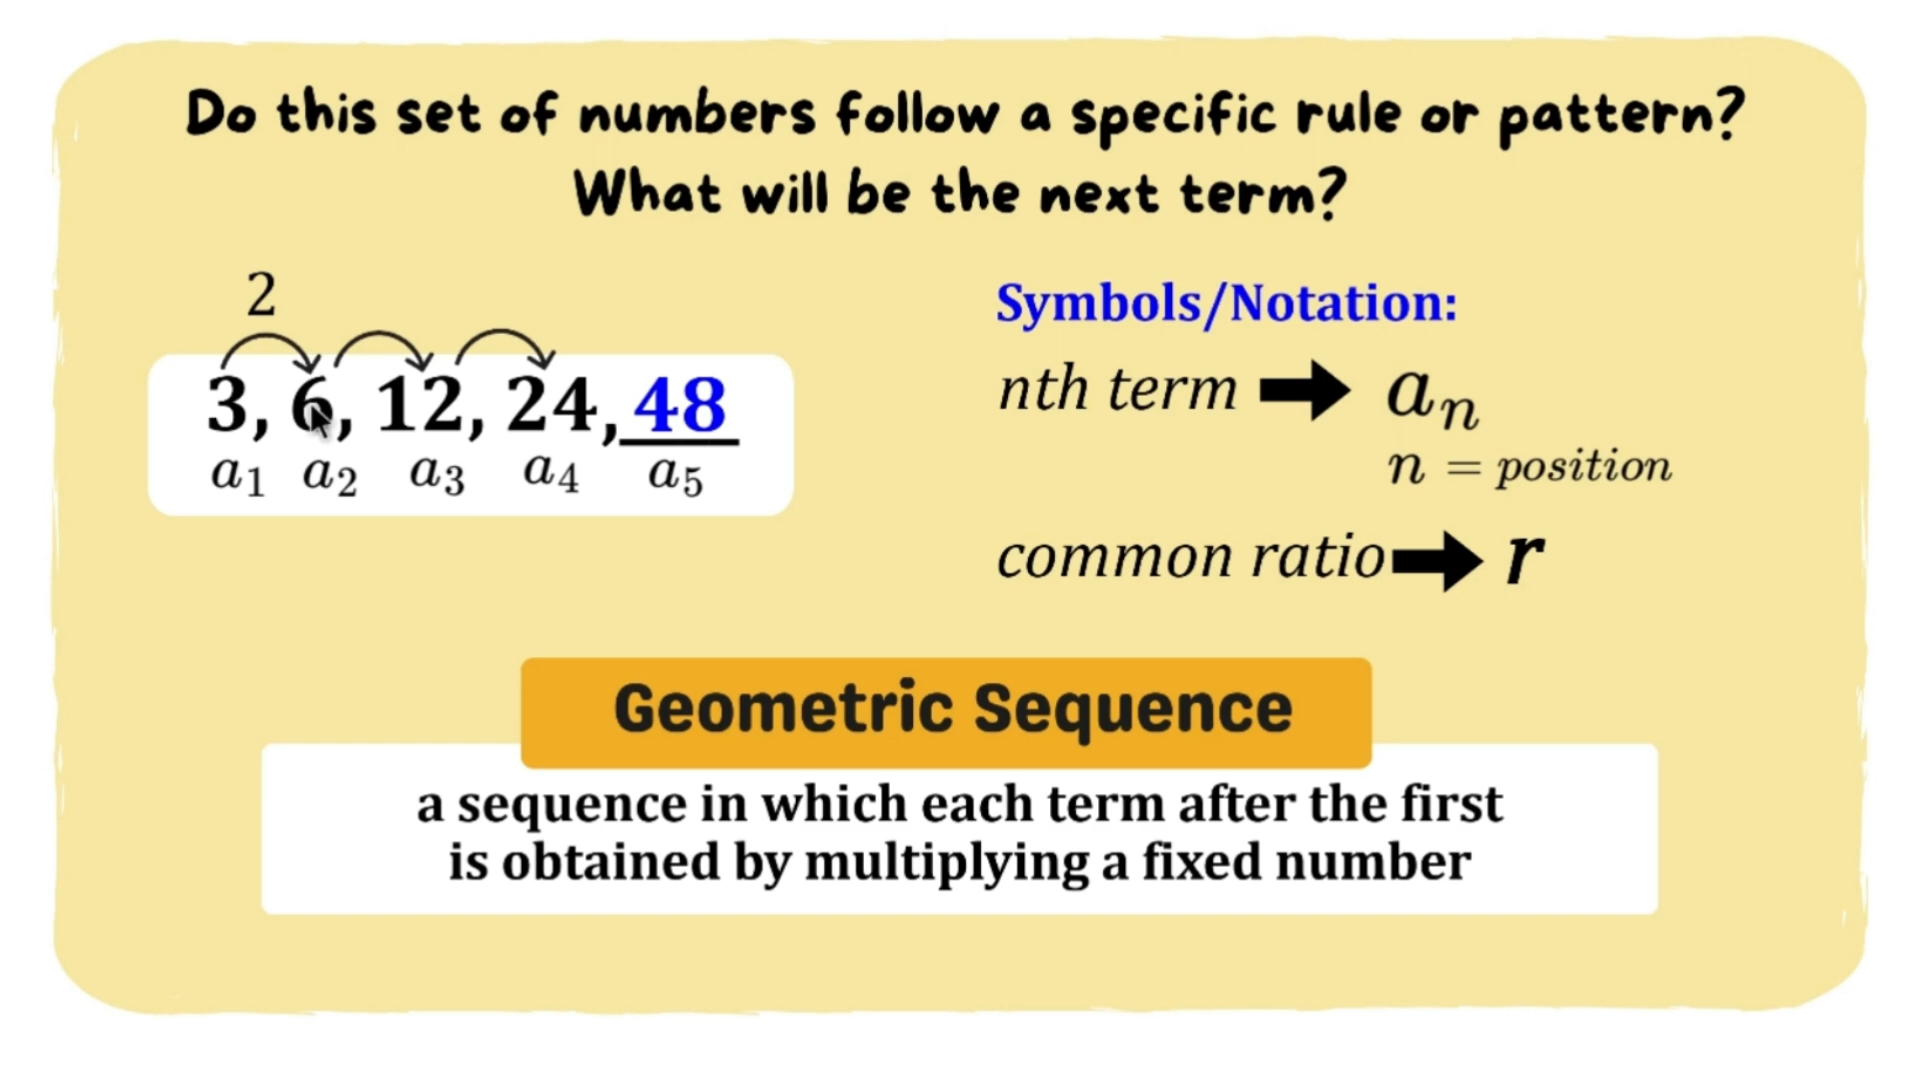 Do this set of numbers follow a specific rule or pattern?
What will be the next term?
2
3, 6, 12, 24, 48
a1 a2 a3 a4 a5
Symbols/Notation:
nth term ➡ an
n = position
common ratio ➡ r
Geometric Sequence
a sequence in which each term after the first
is obtained by multiplying a fixed number